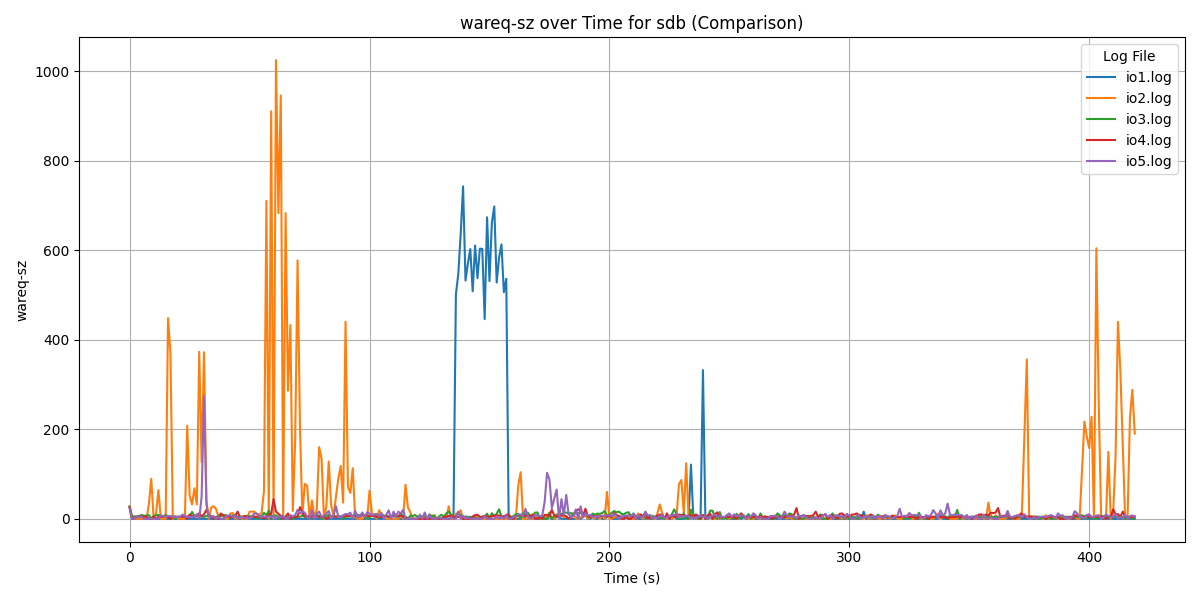 wareq-sz over Time for sdb (Comparison)
wareq-sz
1000
800
600
400
200
0
0 100 200 300 400
Time (s)
Log File
io1.log
io2.log
io3.log
io4.log
io5.log